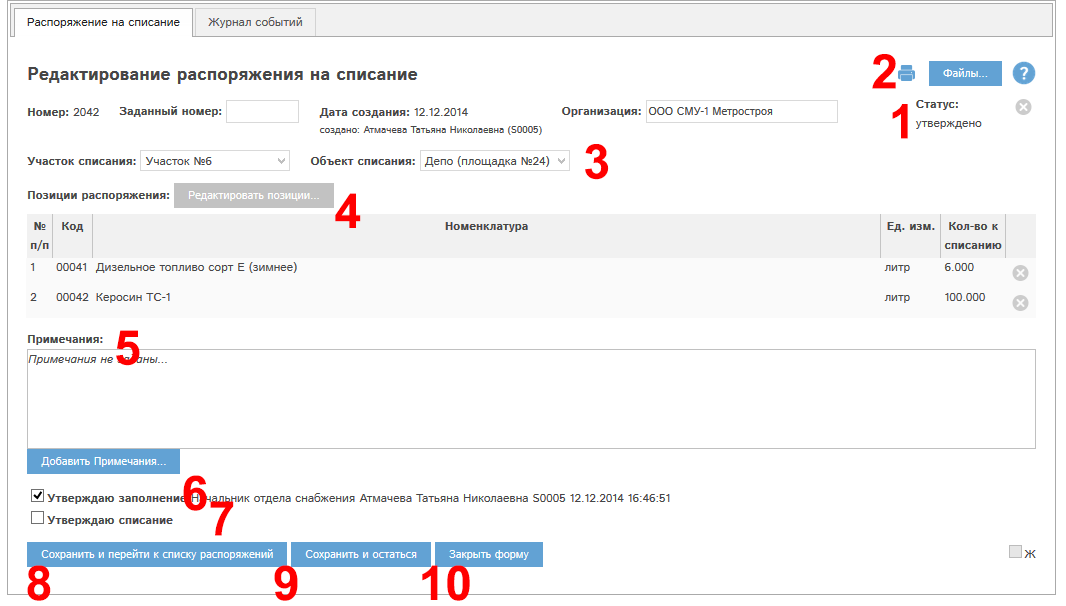 Распоряжение на списание Журнал событий
Редактирование распоряжения на списание 2 Файлы... ?
Номер: 2042 Заданный номер: Дата создания: 12.12.2014 Организация: ООО СМУ-1 Метростроя 1 Статус:
создано: Атмачева Татьяна Николаевна (S0005) утверждено
Участок списания: Участок №6 Объект списания: Депо (площадка №24) 3
Позиции распоряжения: Редактировать позиции... 4
№ п/п Код Номенклатура Ед. изм. Кол-во к списанию
1 00041 Дизельное топливо сорт Е (зимнее) литр 6.000
2 00042 Керосин ТС-1 литр 100.000
Примечания: 5
Примечания не заданы...
Добавить Примечания...
6
Утверждаю заполнение Начальник отдела снабжения Атмачева Татьяна Николаевна S0005 12.12.2014 16:46:51
Утверждаю списание 7
Сохранить и перейти к списку распоряжений Сохранить и остаться Закрыть форму Ж
8 9 10